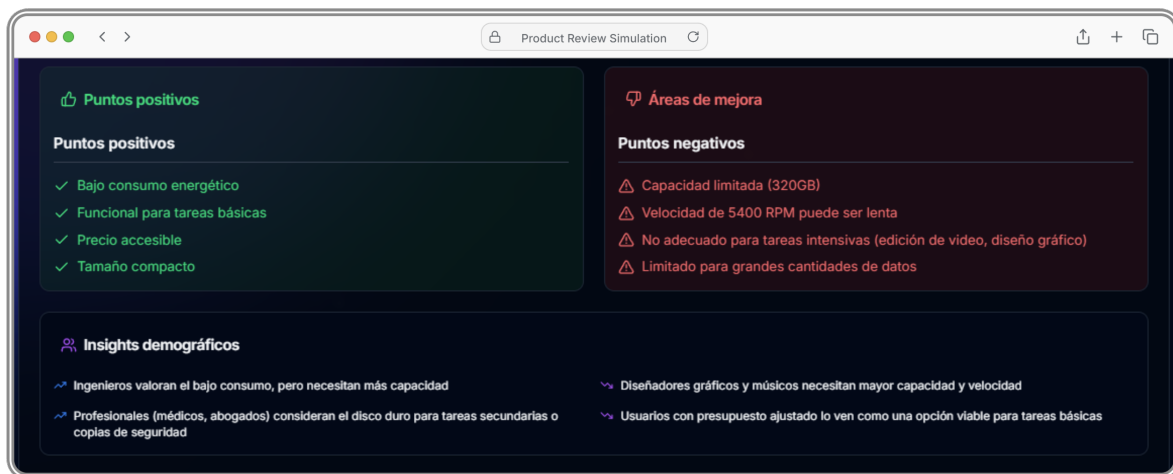 Product Review Simulation
Puntos positivos
Puntos positivos
Bajo consumo energético
Funcional para tareas básicas
Precio accesible
Tamaño compacto
Áreas de mejora
Puntos negativos
Capacidad limitada (320GB)
Velocidad de 5400 RPM puede ser lenta
No adecuado para tareas intensivas (edición de video, diseño gráfico)
Limitado para grandes cantidades de datos
Insights demográficos
Ingenieros valoran el bajo consumo, pero necesitan más capacidad
Diseñadores gráficos y músicos necesitan mayor capacidad y velocidad
Profesionales (médicos, abogados) consideran el disco duro para tareas secundarias o
copias de seguridad
Usuarios con presupuesto ajustado lo ven como una opción viable para tareas básicas